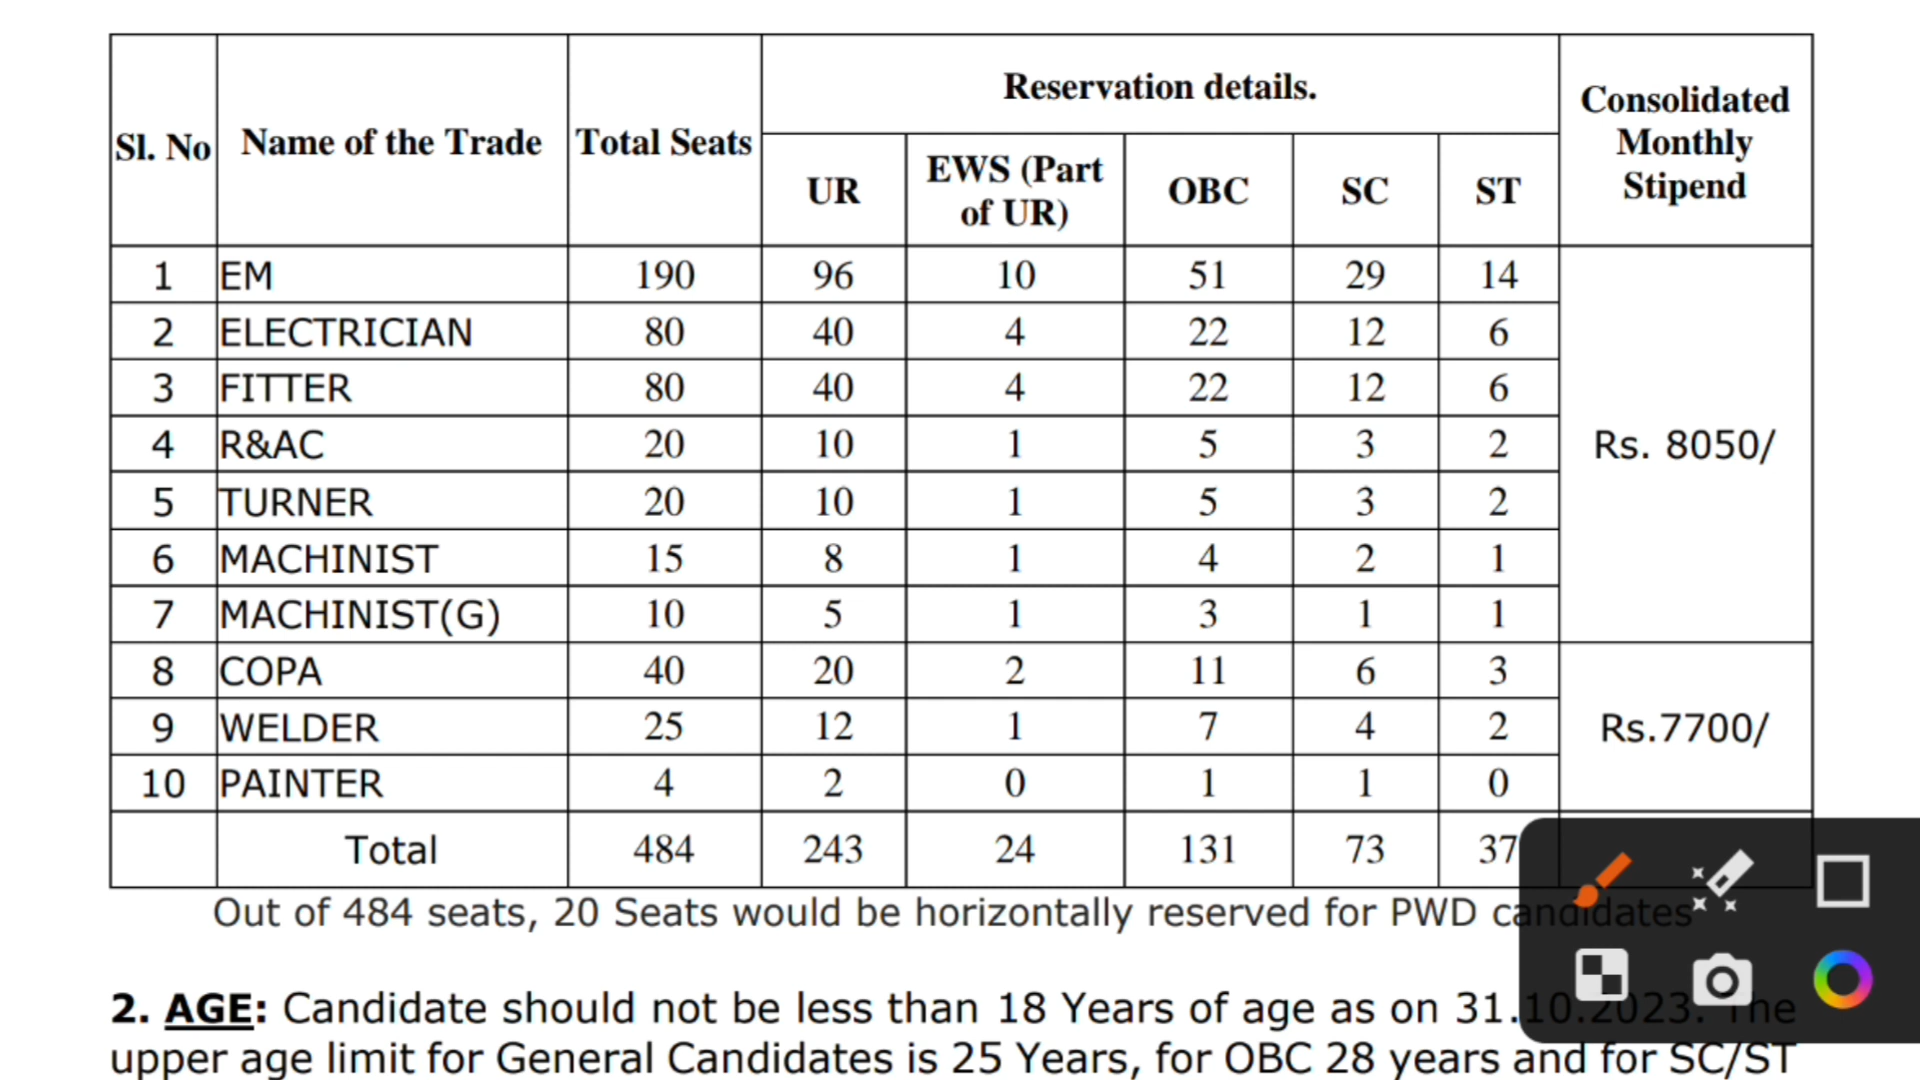 Sl. No Name of the Trade Total Seats Reservation details. Consolidated Monthly Stipend
UR EWS (Part of UR) OBC SC ST
1 EM 190 96 10 51 29 14
2 ELECTRICIAN 80 40 4 22 12 6
3 FITTER 80 40 4 22 12 6
4 R&AC 20 10 1 5 3 2 Rs. 8050/
5 TURNER 20 10 1 5 3 2
6 MACHINIST 15 8 1 4 2 1
7 MACHINIST(G) 10 5 1 3 1 1
8 COPA 40 20 2 11 6 3
9 WELDER 25 12 1 7 4 2 Rs.7700/
10 PAINTER 4 2 0 1 1 0
Total 484 243 24 131 73 37
Out of 484 seats, 20 Seats would be horizontally reserved for PWD candidates
2. AGE: Candidate should not be less than 18 Years of age as on 31.10.2023. The
upper age limit for General Candidates is 25 Years, for OBC 28 years and for SC/ST